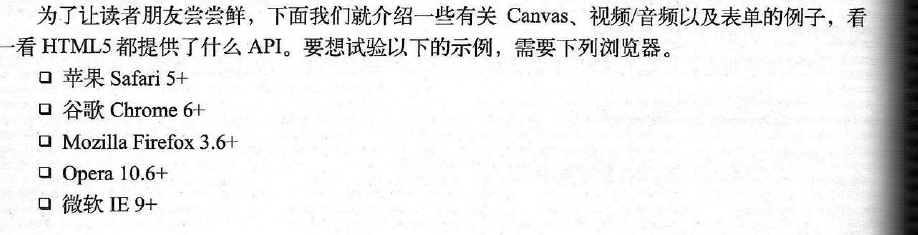 为了让读者朋友尝尝鲜，下面我们就介绍一些有关 Canvas、视频/音频以及表单的例子，看
一看 HTML5 都提供了什么 API。要想试验以下的示例，需要下列浏览器。
❑ 苹果 Safari 5+
❑ 谷歌 Chrome 6+
❑ Mozilla Firefox 3.6+
❑ Opera 10.6+
❑ 微软 IE 9+